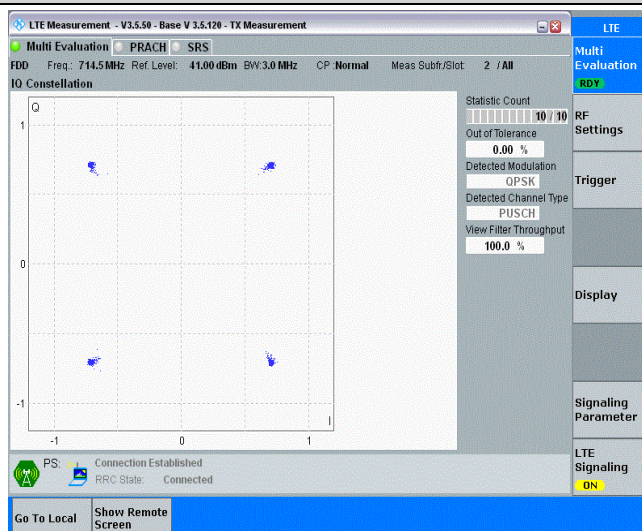 LTE Measurement - V3.5.50 - Base V 3.5.120 - TX Measurement
LTE
Multi Evaluation PRACH SRS
FDD Freq.: 714.5 MHz Ref. Level: 41.00 dBm BW:3.0 MHz CP :Normal Meas Subfr./Slot: 2 / All
IQ Constellation
Q
1
0
-1
I
-1 0 1
Statistic Count
10 / 10
Out of Tolerance
0.00 %
Detected Modulation
QPSK
Detected Channel Type
PUSCH
View Filter Throughput
100.0 %
PS: Connection Established
RRC State: Connected
Multi
Evaluation
RDY
RF
Settings
Trigger
Display
Signaling
Parameter
LTE
Signaling
ON
Go To Local
Show Remote
Screen